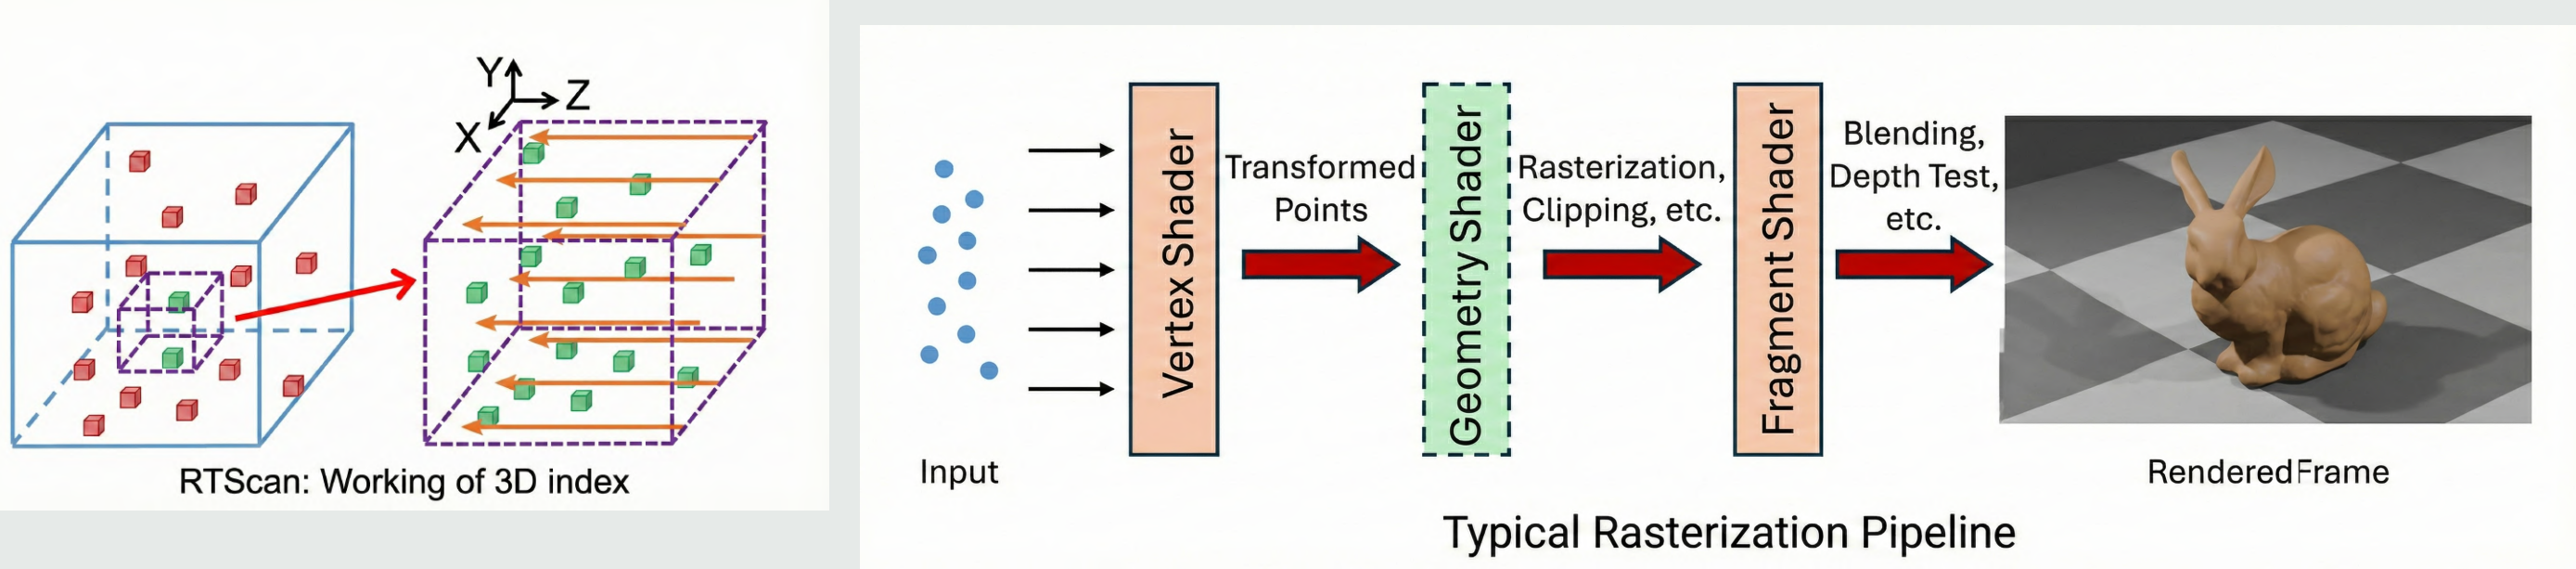 Y
Z
X
RTScan: Working of 3D index
Input
Vertex Shader
Transformed
Points
Geometry Shader
Rasterization,
Clipping, etc.
Fragment Shader
Blending,
Depth Test,
etc.
Rendered Frame
Typical Rasterization Pipeline